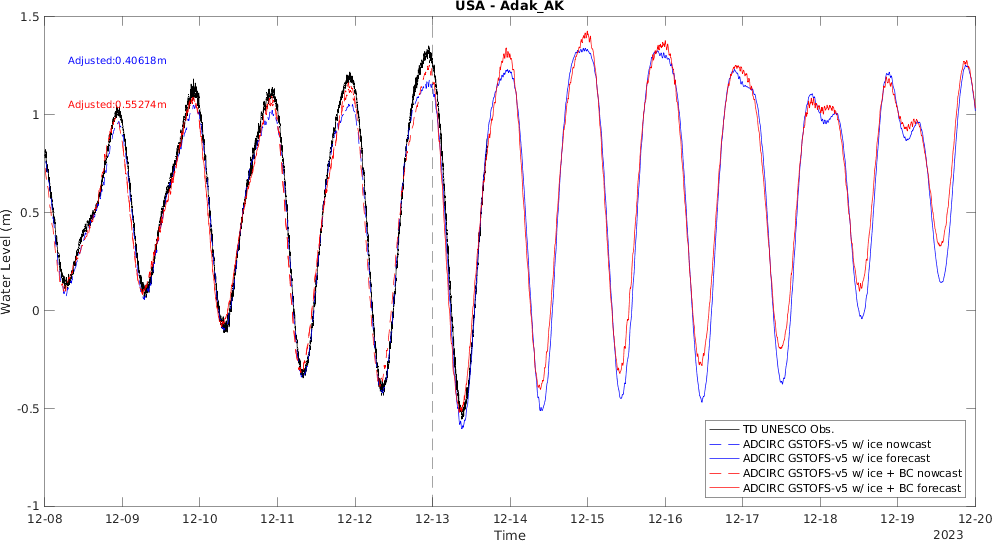 USA - Adak_AK
1.5
Adjusted:0.40618m
Adjusted:0.55274m
1
0.5
0
-0.5
-1
Water Level (m)
TD UNESCO Obs.
ADCIRC GSTOFS-v5 w/ ice nowcast
ADCIRC GSTOFS-v5 w/ ice forecast
ADCIRC GSTOFS-v5 w/ ice + BC nowcast
ADCIRC GSTOFS-v5 w/ ice + BC forecast
12-08 12-09 12-10 12-11 12-12 12-13 12-14 12-15 12-16 12-17 12-18 12-19 12-20
Time
2023